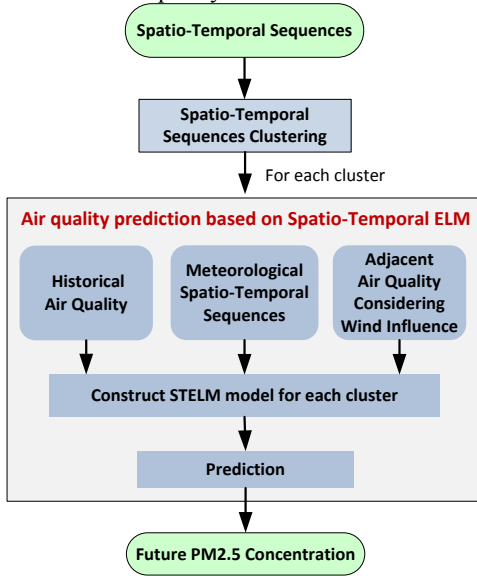 Spatio-Temporal Sequences
Spatio-Temporal
Sequences Clustering
For each cluster
Air quality prediction based on Spatio-Temporal ELM
Historical
Air Quality
Meteorological
Spatio-Temporal
Sequences
Adjacent
Air Quality
Considering
Wind Influence
Construct STELM model for each cluster
Prediction
Future PM2.5 Concentration